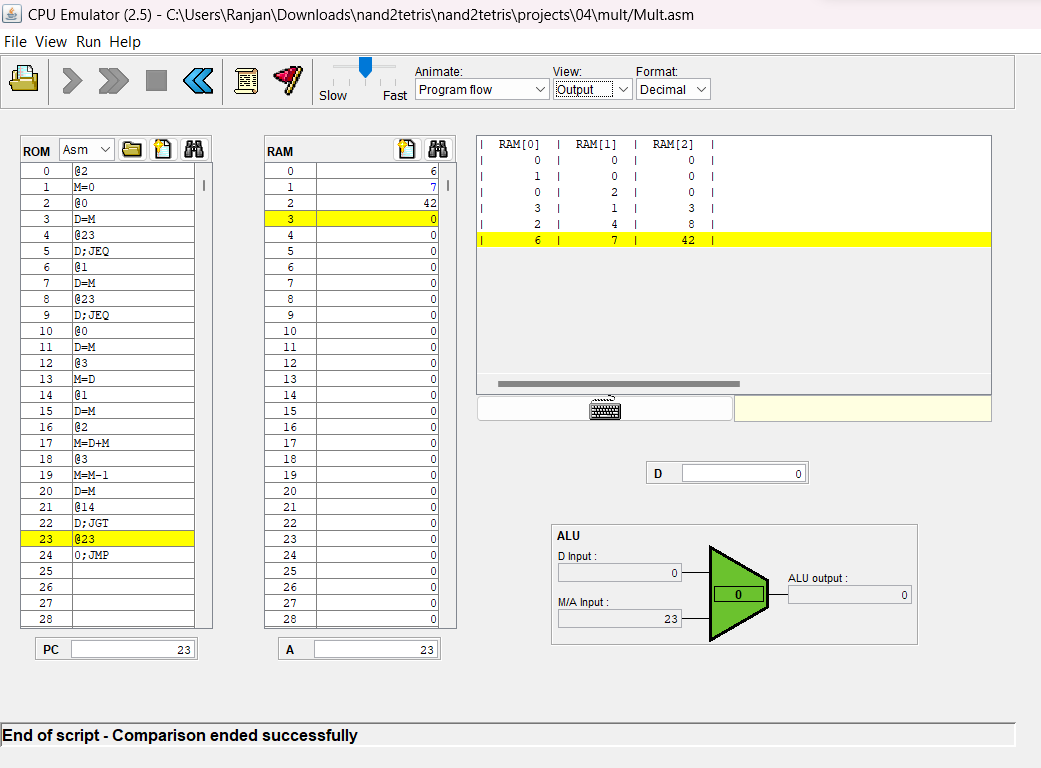 CPU Emulator (2.5) - C:\Users\Ranjan\Downloads\nand2tetris\nand2tetris\projects\04\mult/Mult.asm
File View Run Help
Slow Fast
Animate: View: Format:
Program flow Output Decimal
ROM Asm
0 @2
1 M=0
2 @0
3 D=M
4 @23
5 D;JEQ
6 @1
7 D=M
8 @23
9 D;JEQ
10 @0
11 D=M
12 @3
13 M=D
14 @1
15 D=M
16 @2
17 M=D+M
18 @3
19 M=M-1
20 D=M
21 @14
22 D;JGT
23 @23
24 0;JMP
25
26
27
28
PC 23
RAM
0 6
1 7
2 42
3 0
4 0
5 0
6 0
7 0
8 0
9 0
10 0
11 0
12 0
13 0
14 0
15 0
16 0
17 0
18 0
19 0
20 0
21 0
22 0
23 0
24 0
25 0
26 0
27 0
28 0
A 23
| RAM[0] | RAM[1] | RAM[2] |
| 0 | 0 | 0 |
| 1 | 0 | 0 |
| 0 | 2 | 0 |
| 3 | 1 | 3 |
| 2 | 4 | 8 |
| 6 | 7 | 42 |
D 0
ALU
D Input :
0
M/A Input :
23
0
ALU output :
0
End of script - Comparison ended successfully